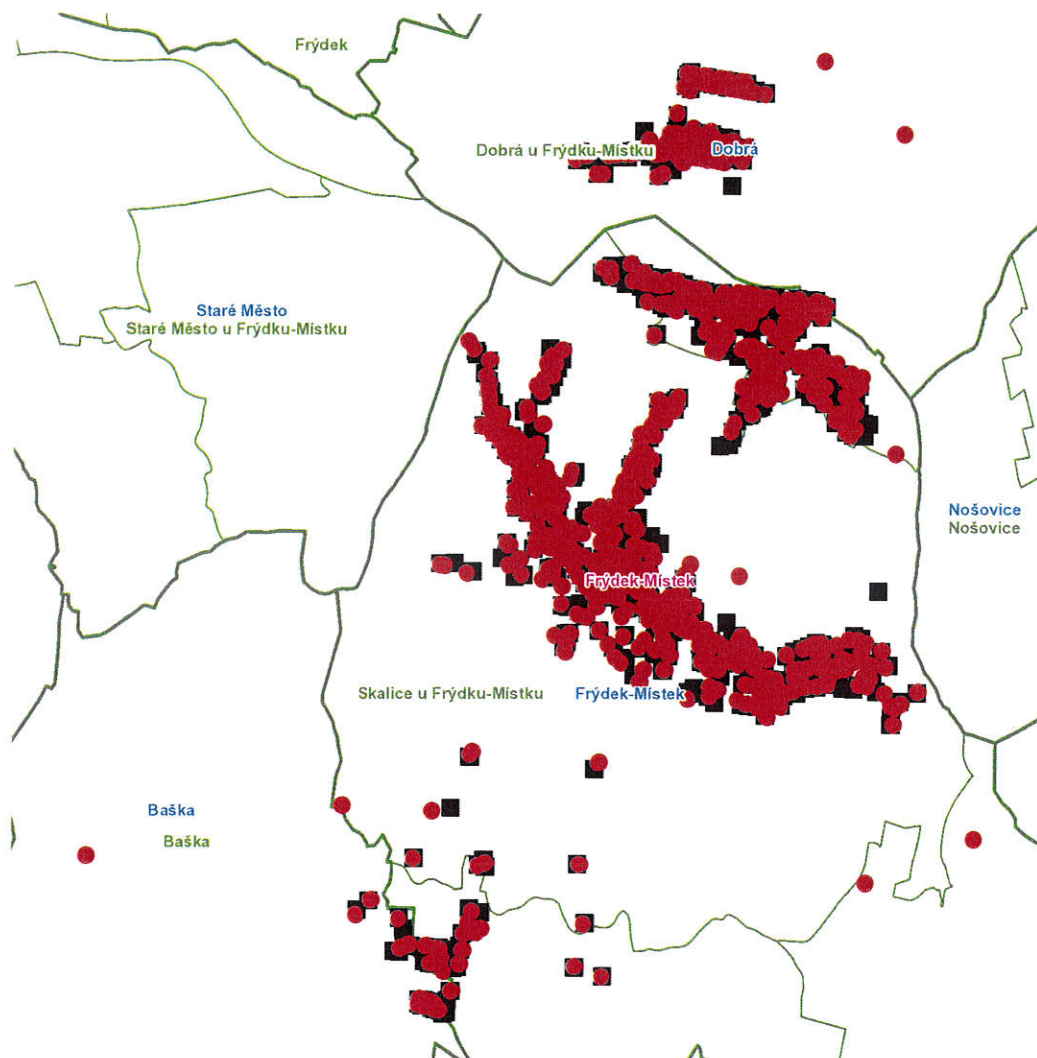 Frýdek
Dobrá u Frýdku-Místku
Dobrá
Staré Město
Staré Město u Frýdku-Místku
Nošovice
Nošovice
Frýdek-Místek
Skalice u Frýdku-Místku
Frýdek-Místek
Baška
Baška